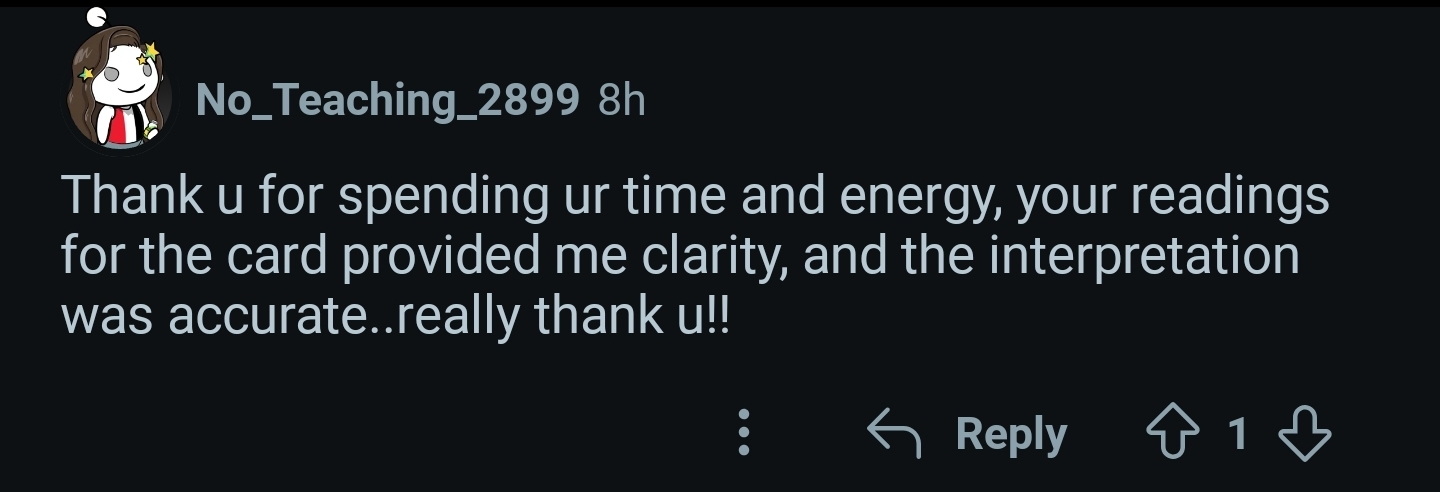 No_Teaching_2899 8h
Thank u for spending ur time and energy, your readings
for the card provided me clarity, and the interpretation
was accurate..really thank u!!
Reply 1